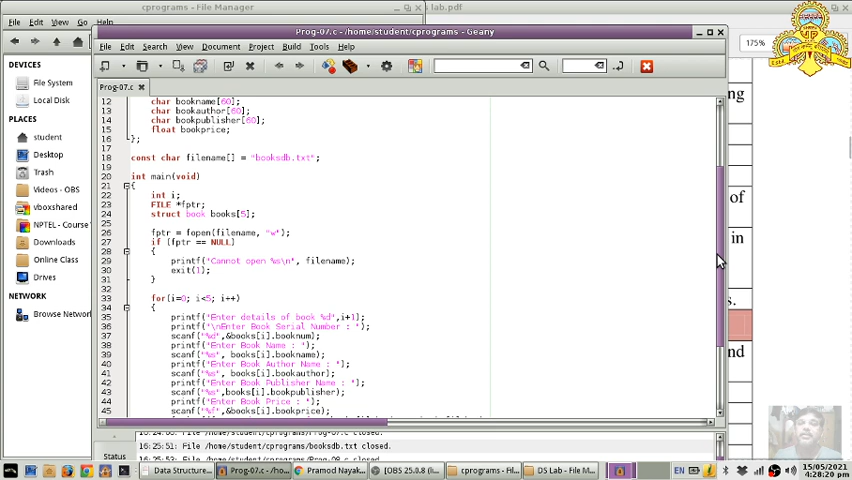 cprograms - File Manager
s lab.pdf
File Edit View Go
Prog-07.c - /home/student/cprograms - Geany
File Edit Search View Document Project Build Tools Help
175%
DEVICES
File System
Local Disk
PLACES
student
Desktop
Trash
Videos - OBS
vboxshared
NPTEL - Course
Downloads
Online Class
Drives
NETWORK
Browse Network
Prog-07.c
12 char bookname[60];
13 char bookauthor[60];
14 char bookpublisher[60];
15 float bookprice;
16 };
17
18 const char filename[] = "booksdb.txt";
19
20 int main(void)
21 {
22 int i;
23 FILE *fptr;
24 struct book books[5];
25
26 fptr = fopen(filename, "w");
27 if (fptr == NULL)
28 {
29 printf("Cannot open %s\n", filename);
30 exit(1);
31 }
32
33 for(i=0; i<5; i++)
34 {
35 printf("Enter details of book %d",i+1);
36 printf("\nEnter Book Serial Number : ");
37 scanf("%d",&books[i].booknum);
38 printf("Enter Book Name : ");
39 scanf("%s", books[i].bookname);
40 printf("Enter Book Author Name : ");
41 scanf("%s", books[i].bookauthor);
42 printf("Enter Book Publisher Name : ");
43 scanf("%s",books[i].bookpublisher);
44 printf("Enter Book Price : ");
45 scanf("%f",&books[i].bookprice);
ng
of
in
s.
nd
Status
16:25:51: File /home/student/cprograms/booksdb.txt closed.
Data Structure...
Prog-07.c - /ho...
Pramod Nayak...
[OBS 25.0.8 (li...
cprograms - Fil...
DS Lab - File M...
EN
15/05/2021
4:28:20 PM